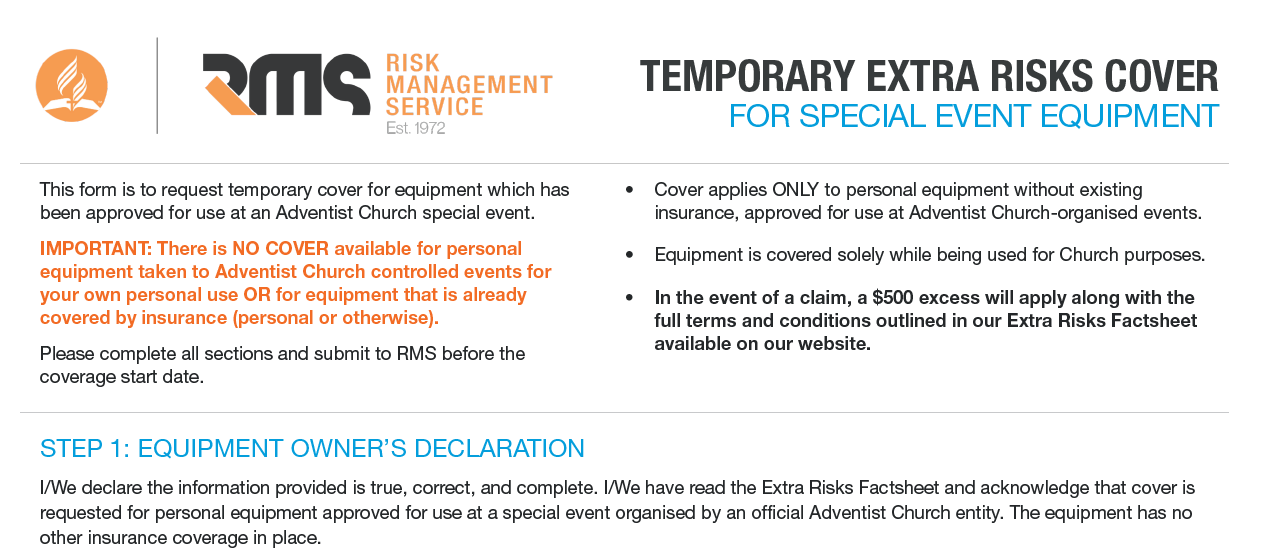 RMS
RISK
MANAGEMENT
SERVICE
Est. 1972
TEMPORARY EXTRA RISKS COVER
FOR SPECIAL EVENT EQUIPMENT
This form is to request temporary cover for equipment which has
been approved for use at an Adventist Church special event.
IMPORTANT: There is NO COVER available for personal
equipment taken to Adventist Church controlled events for
your own personal use OR for equipment that is already
covered by insurance (personal or otherwise).
Please complete all sections and submit to RMS before the
coverage start date.
• Cover applies ONLY to personal equipment without existing
insurance, approved for use at Adventist Church-organised events.
• Equipment is covered solely while being used for Church purposes.
• In the event of a claim, a $500 excess will apply along with the
full terms and conditions outlined in our Extra Risks Factsheet
available on our website.
STEP 1: EQUIPMENT OWNER'S DECLARATION
I/We declare the information provided is true, correct, and complete. I/We have read the Extra Risks Factsheet and acknowledge that cover is
requested for personal equipment approved for use at a special event organised by an official Adventist Church entity. The equipment has no
other insurance coverage in place.